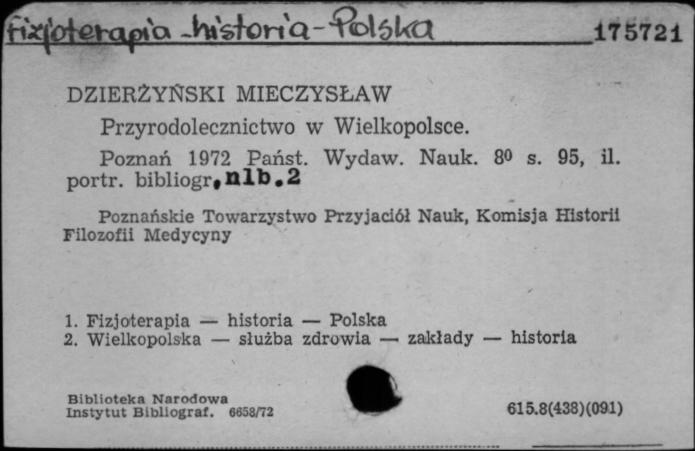 fizjoterapia - historia - Polska 175721
DZIERŻYŃSKI MIECZYSŁAW
Przyrodolecznictwo w Wielkopolsce.
Poznań 1972 Państ. Wydaw. Nauk. 8⁰ s. 95, il.
portr. bibliogr, nlb.2
Poznańskie Towarzystwo Przyjaciół Nauk, Komisja Historii
Filozofii Medycyny
1. Fizjoterapia — historia — Polska
2. Wielkopolska — służba zdrowia — zakłady — historia
Biblioteka Narodowa
Instytut Bibliograf. 6658/72 615.8(438)(091)